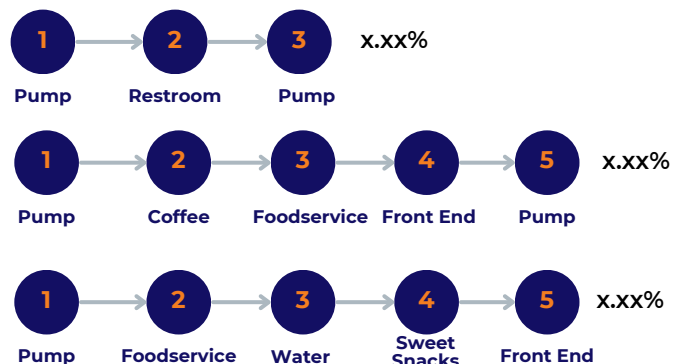 1 2 3 x.xx%
Pump Restroom Pump
1 2 3 4 5 x.xx%
Pump Coffee Foodservice Front End Pump
1 2 3 4 5 x.xx%
Pump Foodservice Water Sweet Snacks Front End